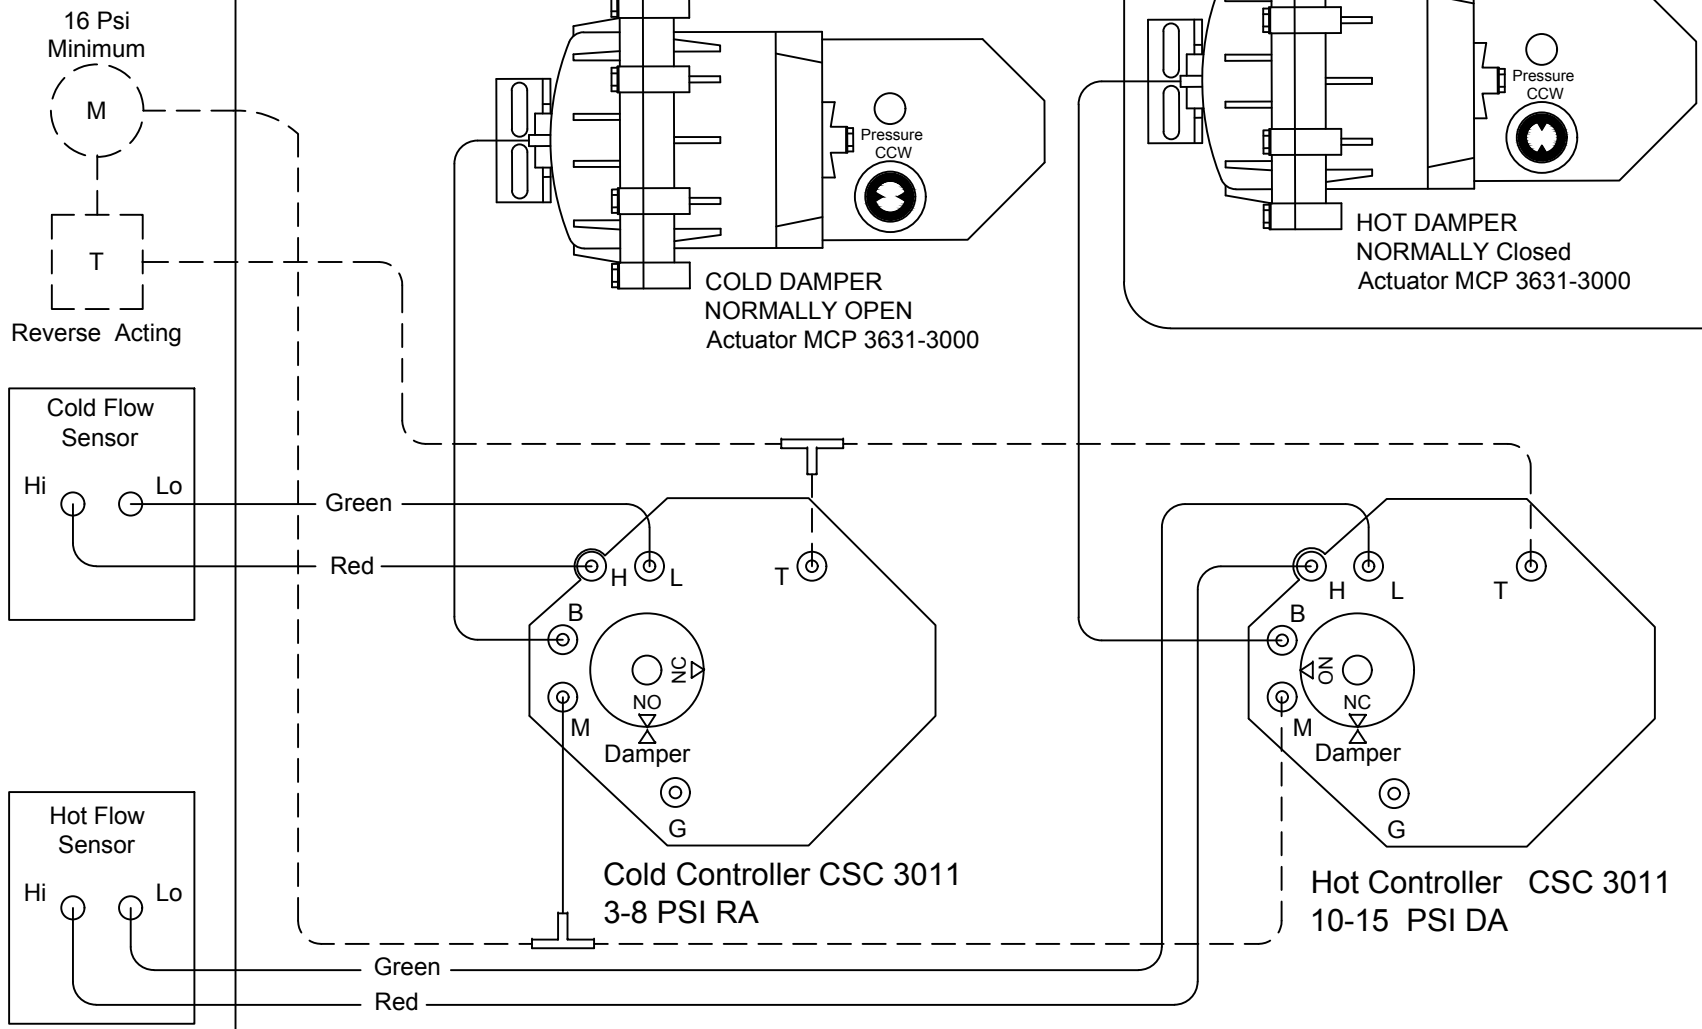 16 Psi
Minimum
M
T
Reverse Acting
Pressure
CCW
COLD DAMPER
NORMALLY OPEN
Actuator MCP 3631-3000
Pressure
CCW
HOT DAMPER
NORMALLY Closed
Actuator MCP 3631-3000
Cold Flow
Sensor
Hi
Lo
Green
Red
H
L
T
B
NC
NO
M
Damper
G
Cold Controller CSC 3011
3-8 PSI RA
H
L
T
B
NO
NC
M
Damper
G
Hot Controller CSC 3011
10-15 PSI DA
Hot Flow
Sensor
Hi
Lo
Green
Red